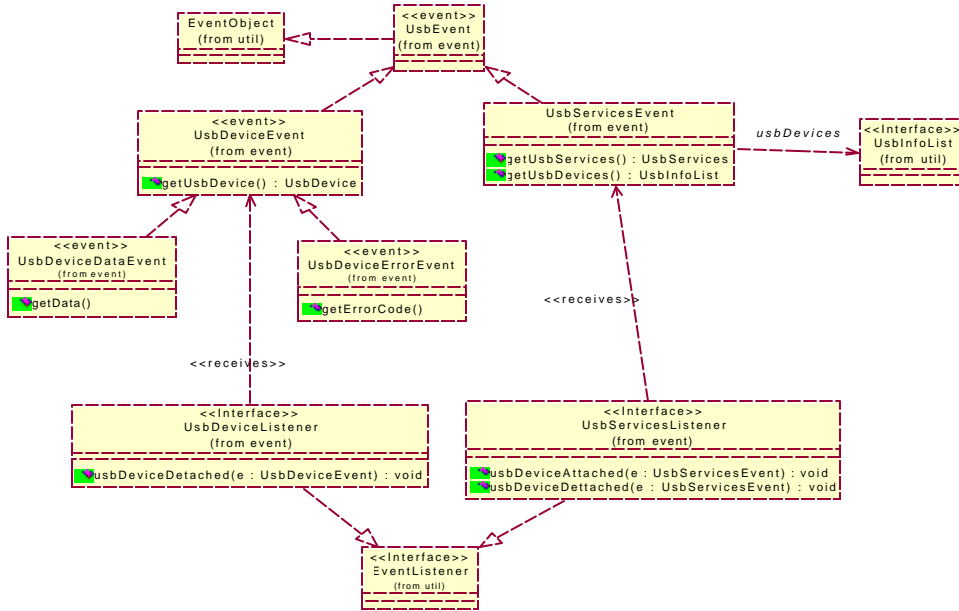 EventObject
(from util)
<<event>>
UsbEvent
(from event)
<<event>>
UsbDeviceEvent
(from event)
getUsbDevice() : UsbDevice
UsbServicesEvent
(from event)
getUsbServices() : UsbServices
getUsbDevices() : UsbInfoList
usbDevices
<<Interface>>
UsbInfoList
(from util)
<<event>>
UsbDeviceDataEvent
(from event)
getData()
<<event>>
UsbDeviceErrorEvent
(from event)
getErrorCode()
<<receives>>
<<receives>>
<<Interface>>
UsbDeviceListener
(from event)
usbDeviceDetached(e : UsbDeviceEvent) : void
<<Interface>>
UsbServicesListener
(from event)
usbDeviceAttached(e : UsbServicesEvent) : void
usbDeviceDettached(e : UsbServicesEvent) : void
<<Interface>>
EventListener
(from util)